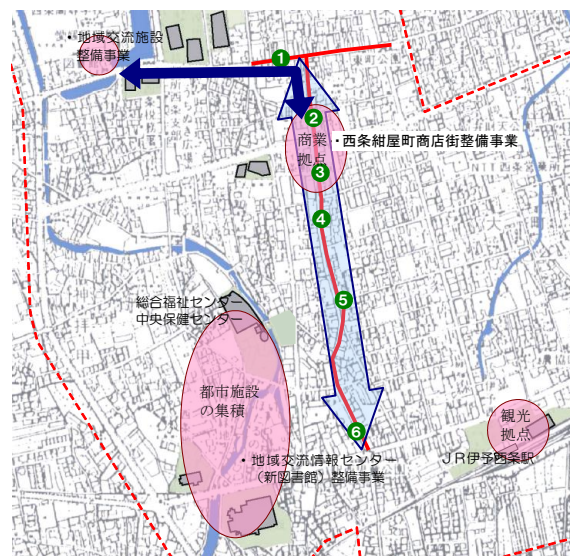 ・地域交流施設
整備事業
1
2
商業
拠点
・西条紺屋町商店街整備事業
3
4
5
総合福祉センター
中央保健センター
都市施設
の集積
6
・地域交流情報センター
（新図書館）整備事業
観光
拠点
ＪＲ伊予西条駅